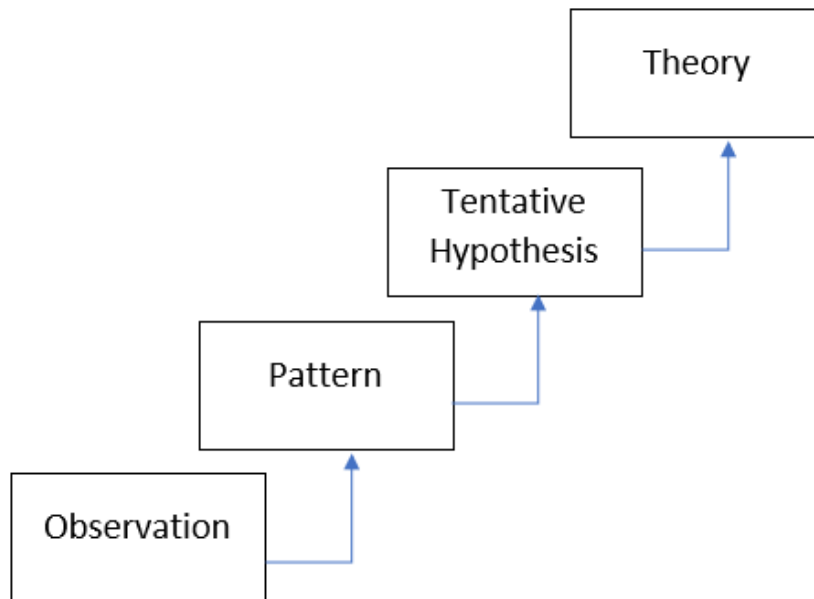 Theory
Tentative
Hypothesis
Pattern
Observation